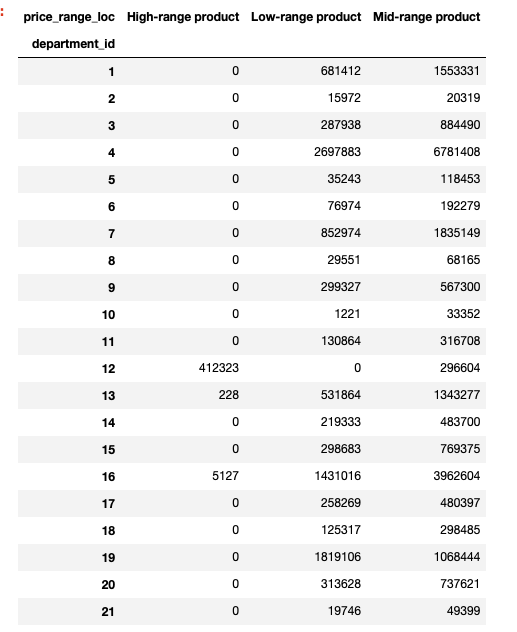 price_range_loc High-range product Low-range product Mid-range product
department_id
1 0 681412 1553331
2 0 15972 20319
3 0 287938 884490
4 0 2697883 6781408
5 0 35243 118453
6 0 76974 192279
7 0 852974 1835149
8 0 29551 68165
9 0 299327 567300
10 0 1221 33352
11 0 130864 316708
12 412323 0 296604
13 228 531864 1343277
14 0 219333 483700
15 0 298683 769375
16 5127 1431016 3962604
17 0 258269 480397
18 0 125317 298485
19 0 1819106 1068444
20 0 313628 737621
21 0 19746 49399